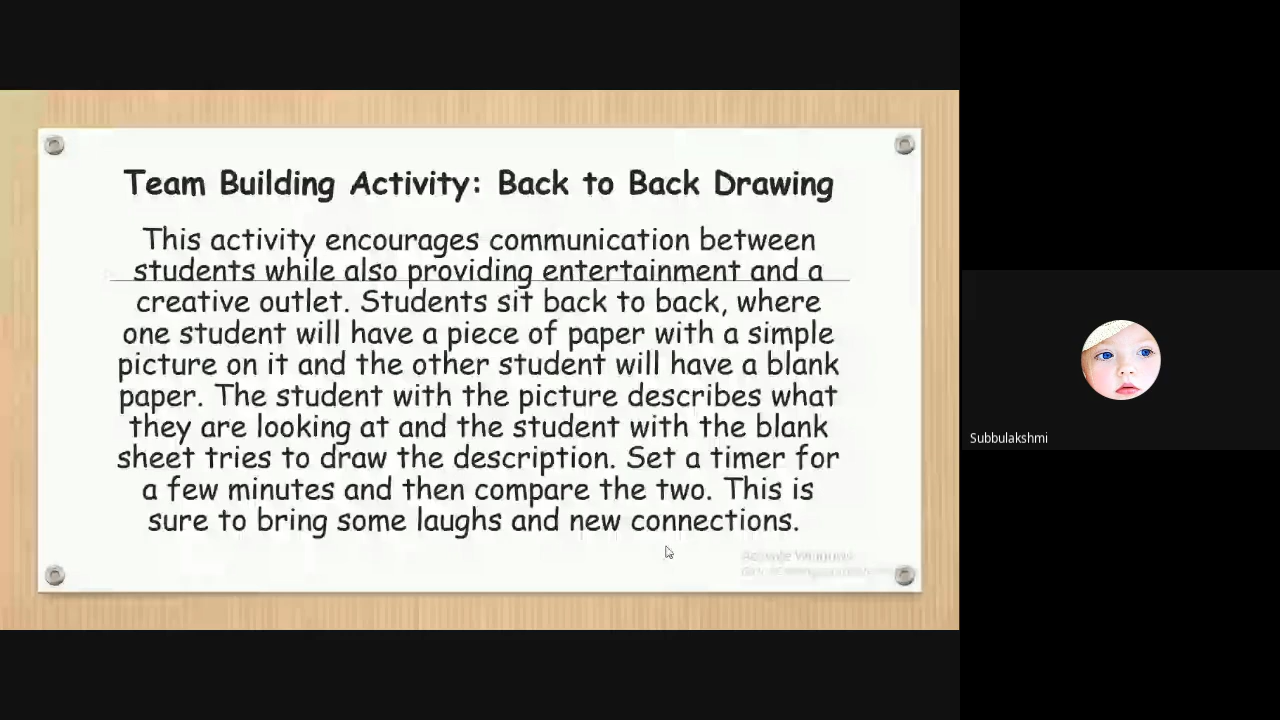 Team Building Activity: Back to Back Drawing
This activity encourages communication between
students while also providing entertainment and a
creative outlet. Students sit back to back, where
one student will have a piece of paper with a simple
picture on it and the other student will have a blank
paper. The student with the picture describes what
they are looking at and the student with the blank
sheet tries to draw the description. Set a timer for
a few minutes and then compare the two. This is
sure to bring some laughs and new connections.
Activate Windows
Subbulakshmi